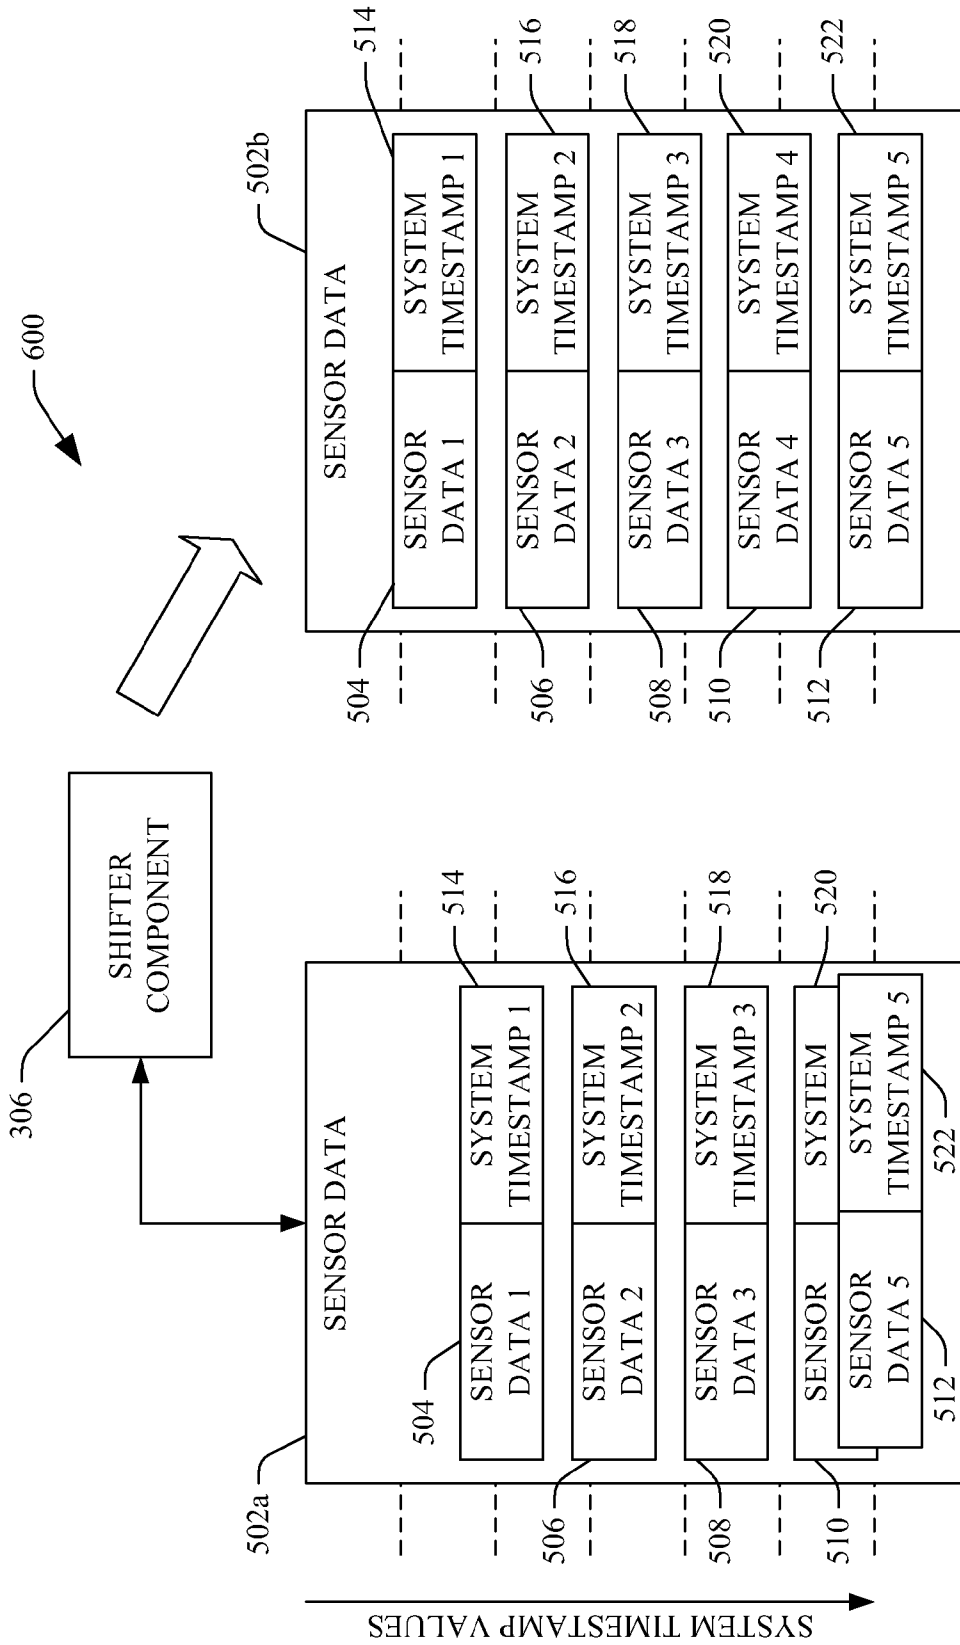 600
306
SHIFTER
COMPONENT
502a
SENSOR DATA
504
SENSOR
DATA 1
SYSTEM
TIMESTAMP 1
514
506
SENSOR
DATA 2
SYSTEM
TIMESTAMP 2
516
508
SENSOR
DATA 3
SYSTEM
TIMESTAMP 3
518
510
SENSOR
SYSTEM
520
512
SENSOR
DATA 5
SYSTEM
TIMESTAMP 5
522
SYSTEM TIMESTAMP VALUES
502b
SENSOR DATA
504
SENSOR
DATA 1
SYSTEM
TIMESTAMP 1
514
506
SENSOR
DATA 2
SYSTEM
TIMESTAMP 2
516
508
SENSOR
DATA 3
SYSTEM
TIMESTAMP 3
518
510
SENSOR
DATA 4
SYSTEM
TIMESTAMP 4
520
512
SENSOR
DATA 5
SYSTEM
TIMESTAMP 5
522